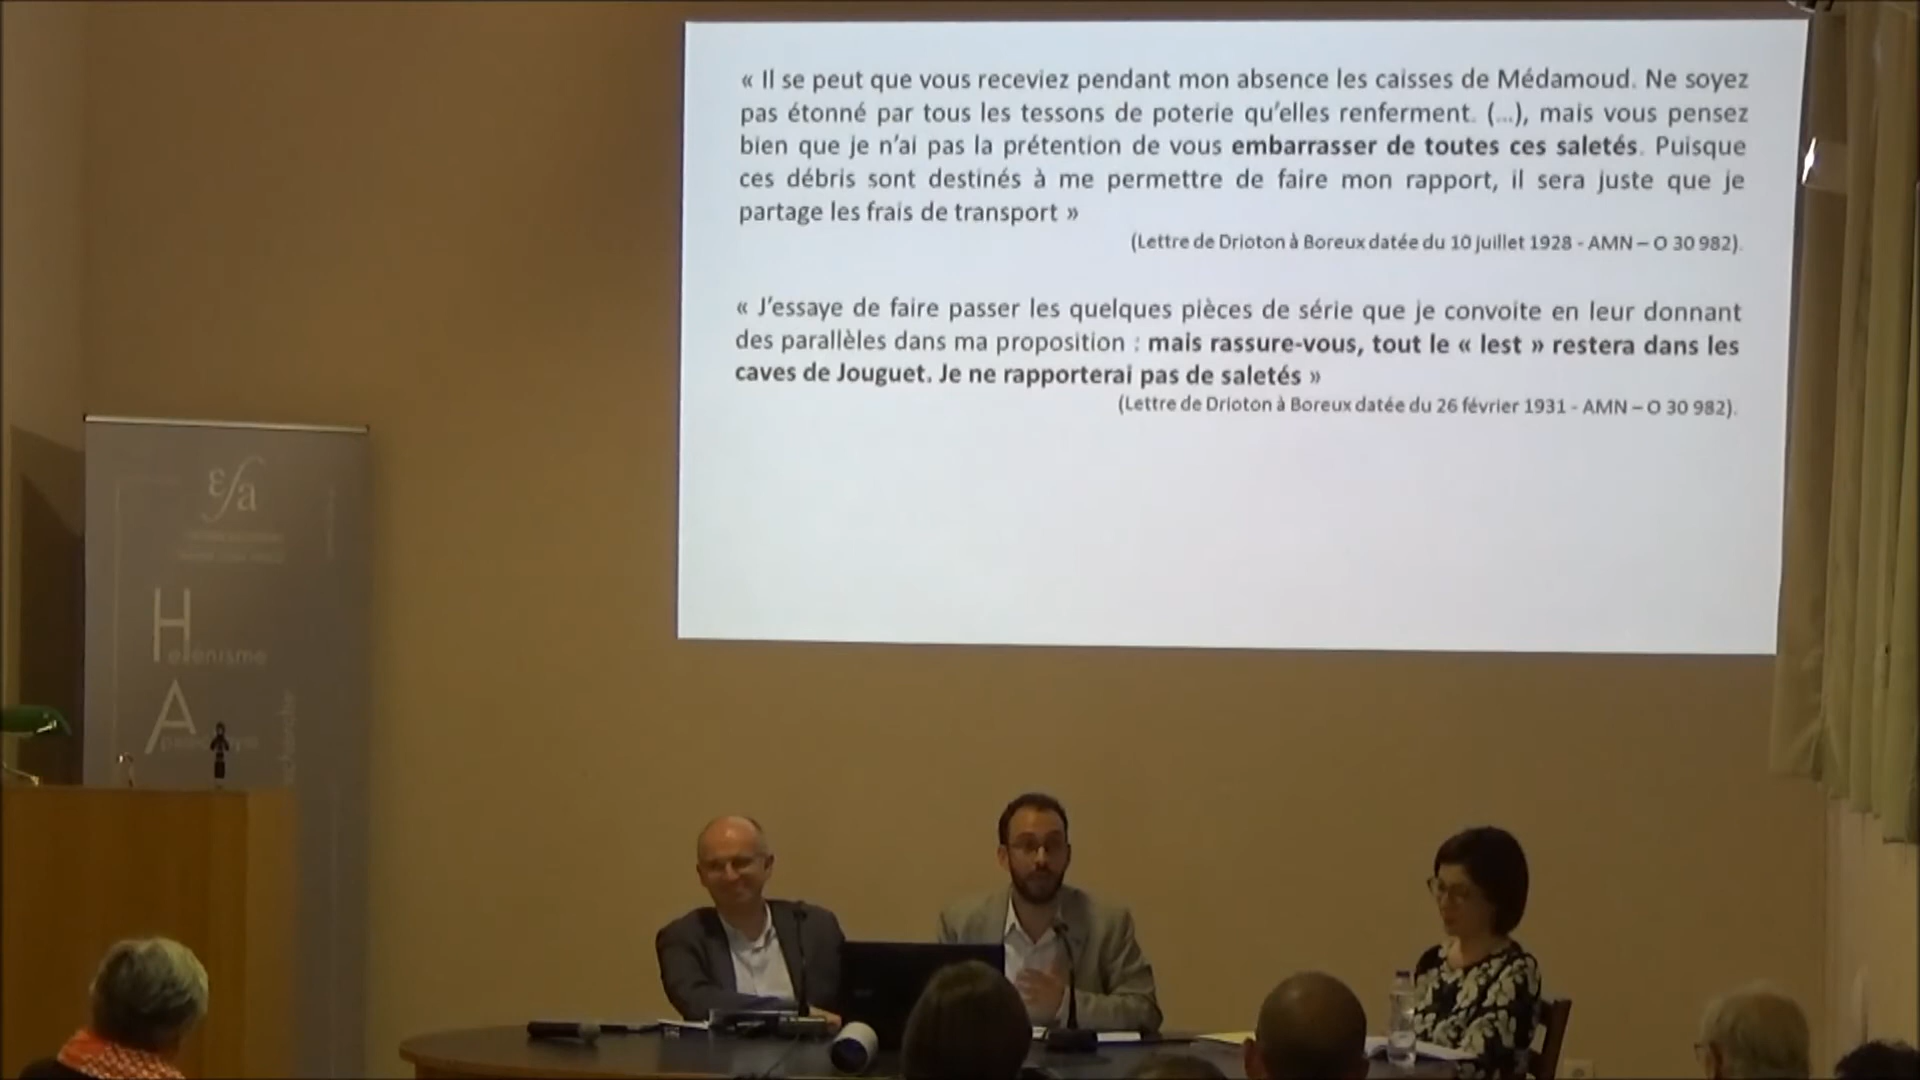 « Il se peut que vous receviez pendant mon absence les caisses de Médamoud. Ne soyez
pas étonné par tous les tessons de poterie qu'elles renferment. (...), mais vous pensez
bien que je n'ai pas la prétention de vous embarrasser de toutes ces saletés. Puisque
ces débris sont destinés à me permettre de faire mon rapport, il sera juste que je
partage les frais de transport »
(Lettre de Drioton à Boreux datée du 10 juillet 1928 - AMN – O 30 982).
« J'essaye de faire passer les quelques pièces de série que je convoite en leur donnant
des parallèles dans ma proposition : mais rassure-vous, tout le « lest » restera dans les
caves de Jouguet. Je ne rapporterai pas de saletés »
(Lettre de Drioton à Boreux datée du 26 février 1931 - AMN – O 30 982).
εfa
Hellénisme
A